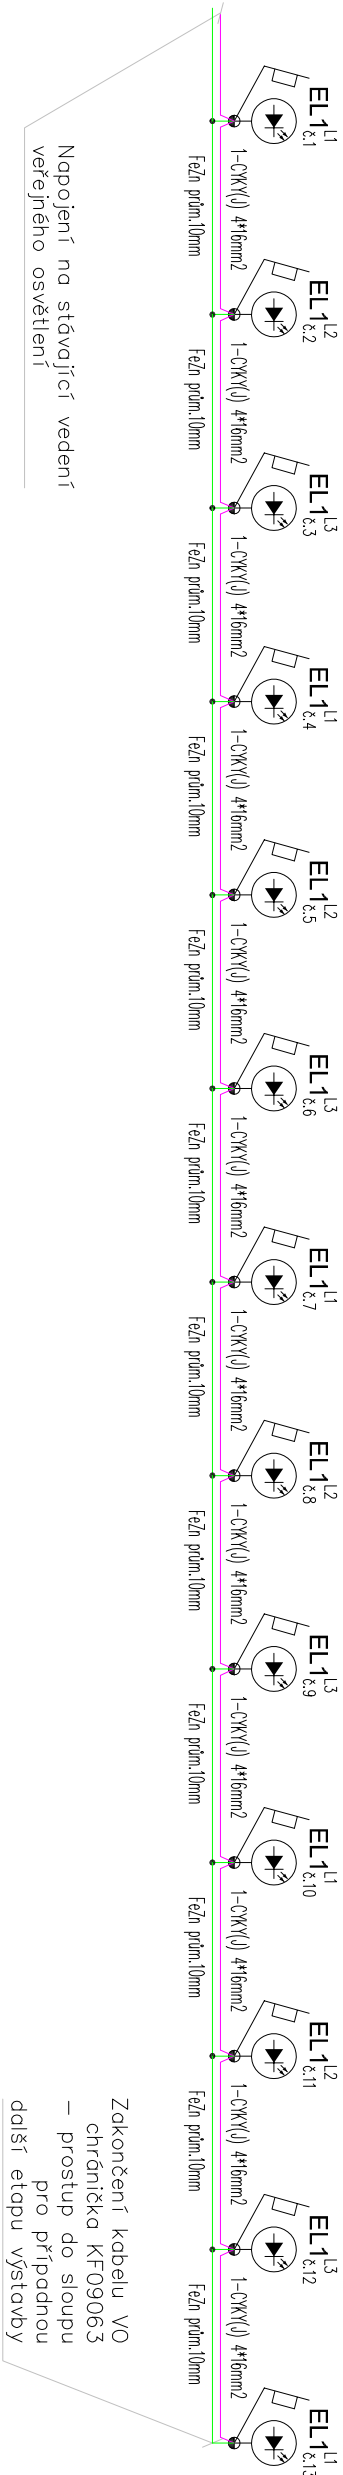 EL1 L1 č.1
1-CYKY(J) 4*16mm2
FeZn prům.10mm
EL1 L2 č.2
1-CYKY(J) 4*16mm2
FeZn prům.10mm
EL1 L3 č.3
1-CYKY(J) 4*16mm2
FeZn prům.10mm
EL1 L1 č.4
1-CYKY(J) 4*16mm2
FeZn prům.10mm
EL1 L2 č.5
1-CYKY(J) 4*16mm2
FeZn prům.10mm
EL1 L3 č.6
1-CYKY(J) 4*16mm2
FeZn prům.10mm
EL1 L1 č.7
1-CYKY(J) 4*16mm2
FeZn prům.10mm
EL1 L2 č.8
1-CYKY(J) 4*16mm2
FeZn prům.10mm
EL1 L3 č.9
1-CYKY(J) 4*16mm2
FeZn prům.10mm
EL1 L1 č.10
1-CYKY(J) 4*16mm2
FeZn prům.10mm
EL1 L2 č.11
1-CYKY(J) 4*16mm2
FeZn prům.10mm
EL1 L3 č.12
1-CYKY(J) 4*16mm2
FeZn prům.10mm
EL1 L1 č.13
Napojení na stávající vedení
veřejného osvětlení
Zakončení kabelu VO
chránička KF09063
– prostup do sloupu
pro případnou
další etapu výstavby